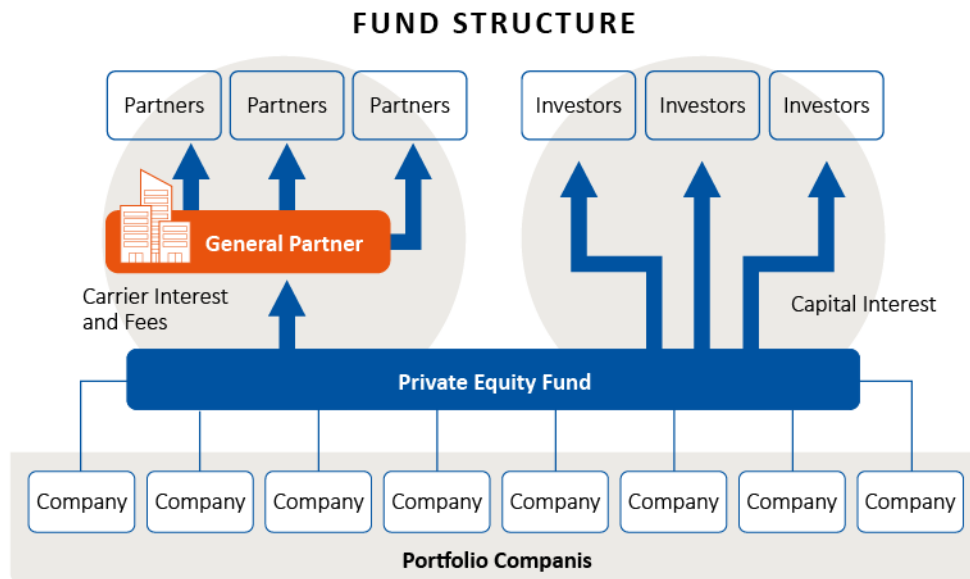 FUND STRUCTURE
Partners
Partners
Partners
Investors
Investors
Investors
General Partner
Carrier Interest
and Fees
Capital Interest
Private Equity Fund
Company
Company
Company
Company
Company
Company
Company
Company
Portfolio Companis